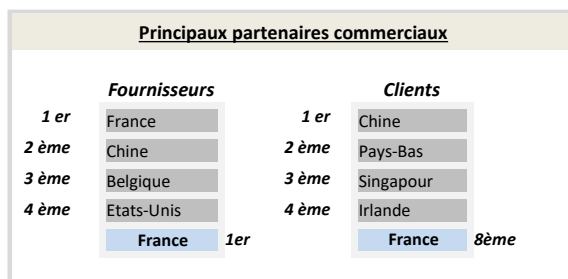 Principaux partenaires commerciaux
Fournisseurs Clients
1 er France 1 er Chine
2 ème Chine 2 ème Pays-Bas
3 ème Belgique 3 ème Singapour
4 ème Etats-Unis 4 ème Irlande
France 1er France 8ème